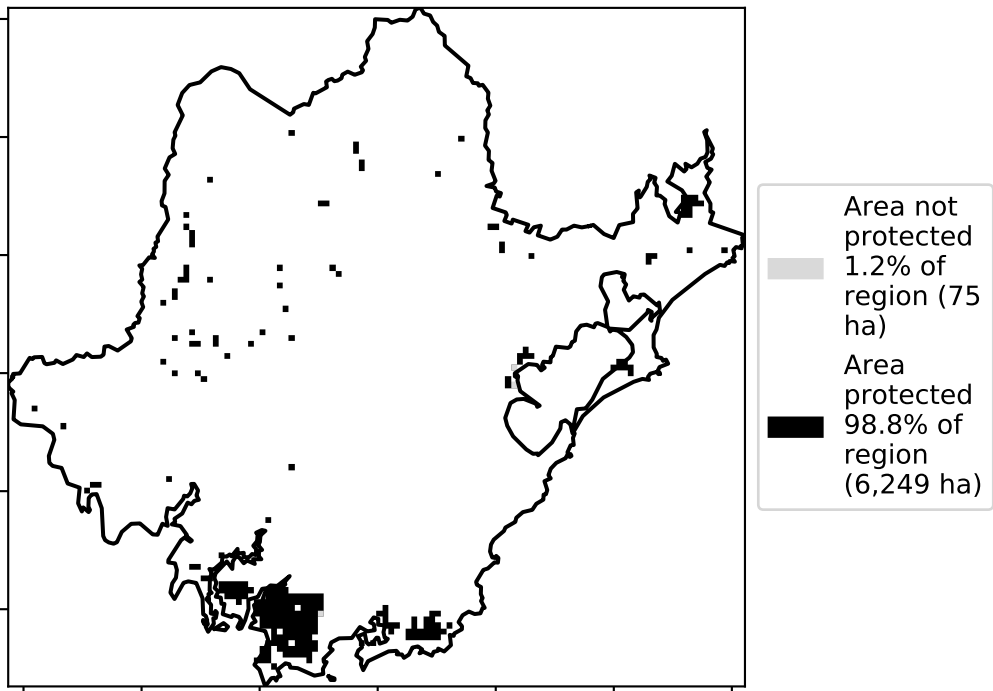 Area not
protected
1.2% of
region (75
ha)
Area
protected
98.8% of
region
(6,249 ha)